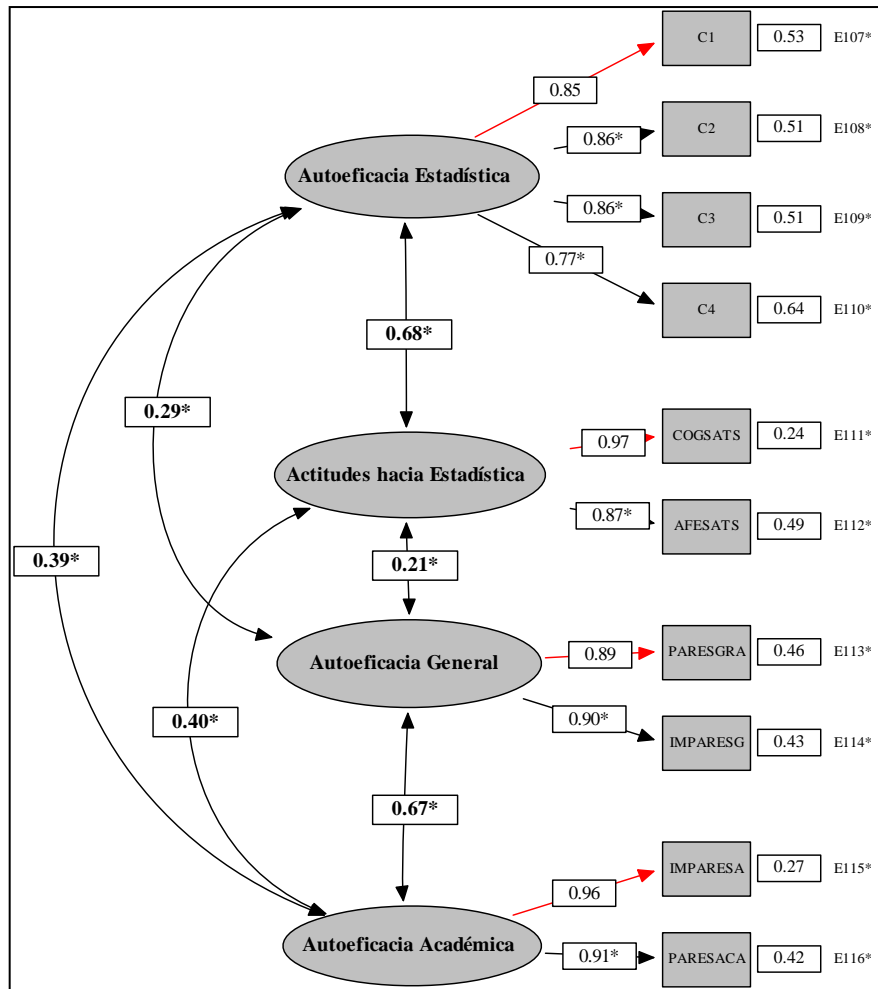 C1 0.53 E107*
0.85
C2 0.51 E108*
0.86*
Autoeficacia Estadística
0.86*
C3 0.51 E109*
0.77*
C4 0.64 E110*
0.68*
0.29*
COGSATS 0.24 E111*
0.97
Actitudes hacia Estadística
0.87*
AFESATS 0.49 E112*
0.39*
0.21*
PARESGRA 0.46 E113*
0.89
Autoeficacia General
0.40*
0.90*
IMPARESG 0.43 E114*
0.67*
IMPARESA 0.27 E115*
0.96
Autoeficacia Académica
0.91*
PARESACA 0.42 E116*